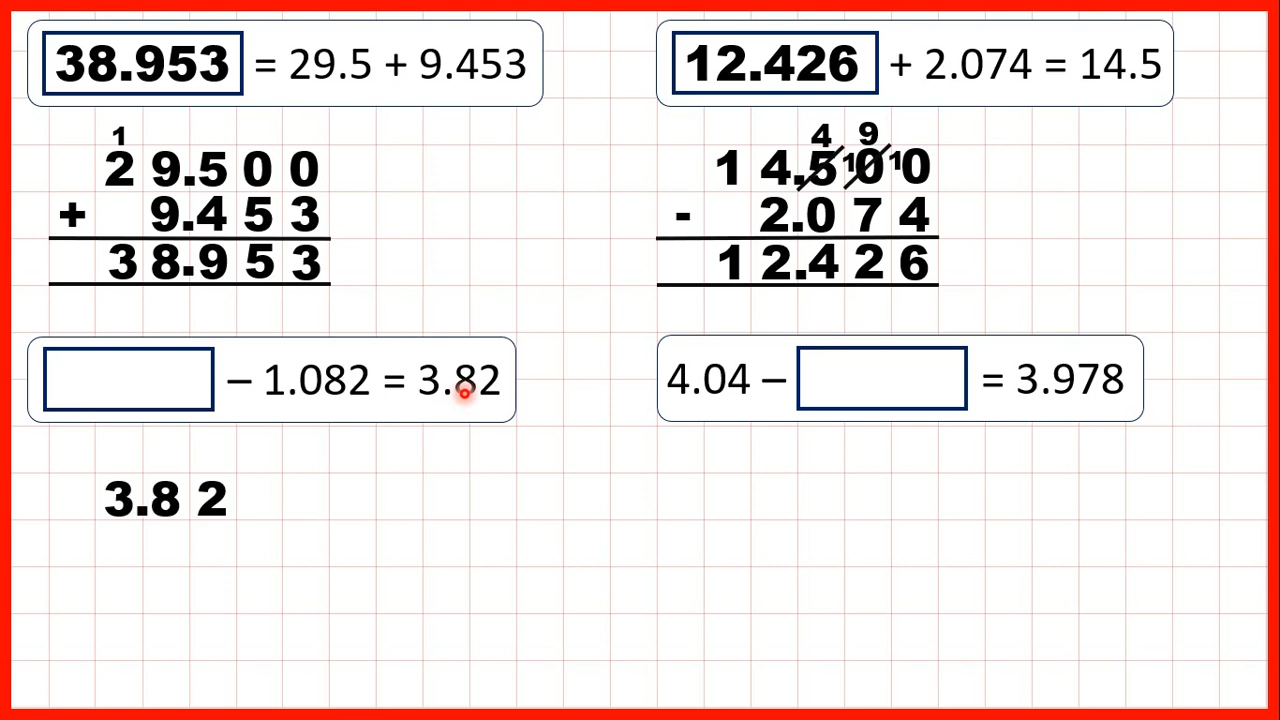 38.953 = 29.5 + 9.453
1
2 9.5 0 0
+ 9.4 5 3
3 8.9 5 3
12.426 + 2.074 = 14.5
4 9
1 4.5 10 10
- 2.0 7 4
1 2.4 2 6
– 1.082 = 3.82
3.8 2
4.04 – = 3.978